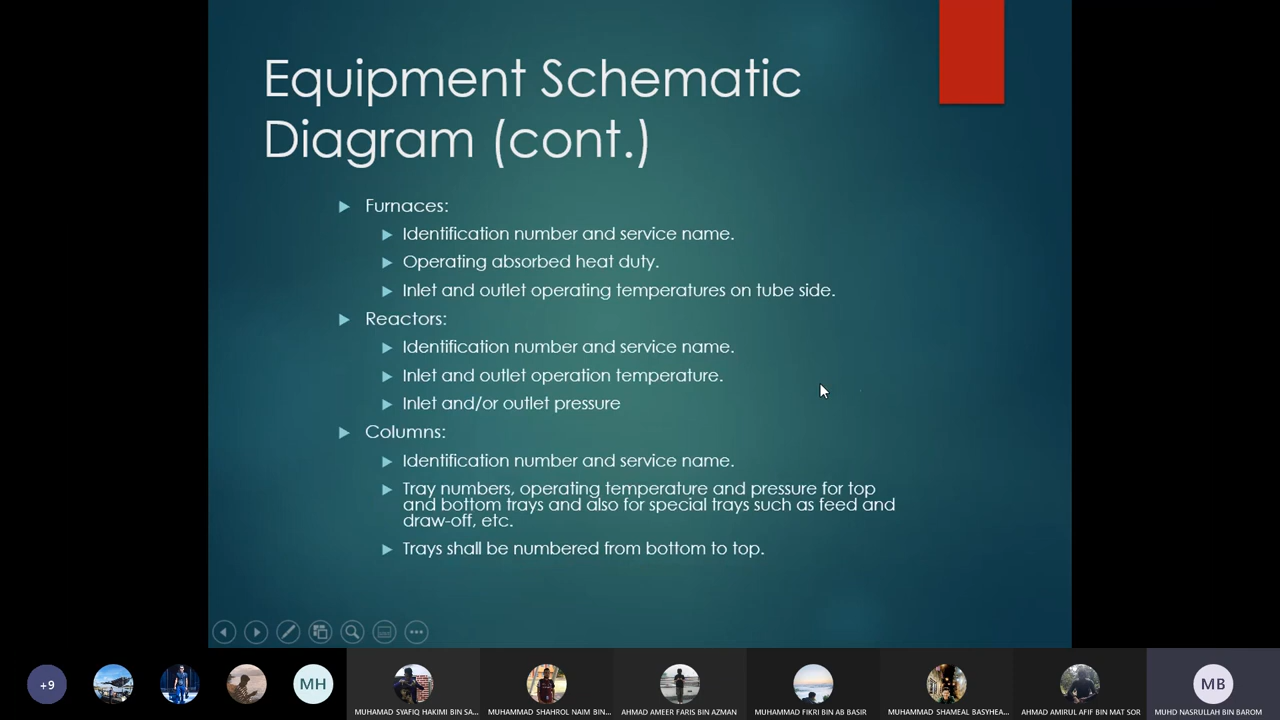 Equipment Schematic
Diagram (cont.)
Furnaces:
Identification number and service name.
Operating absorbed heat duty.
Inlet and outlet operating temperatures on tube side.
Reactors:
Identification number and service name.
Inlet and outlet operation temperature.
Inlet and/or outlet pressure
Columns:
Identification number and service name.
Tray numbers, operating temperature and pressure for top
and bottom trays and also for special trays such as feed and
draw-off, etc.
Trays shall be numbered from bottom to top.
+9
MH
MB
MUHAMAD SYAFIQ HAKIMI BIN SA...
MUHAMMAD SHAHROL NAIM BIN...
AHMAD AMEER FARIS BIN AZMAN
MUHAMMAD FIKRI BIN AB BASIR
MUHAMMAD SHAMEAL BASYHEA...
AHMAD AMIRUL AFIF BIN MAT SOR
MUHD NASRULLAH BIN BAROM